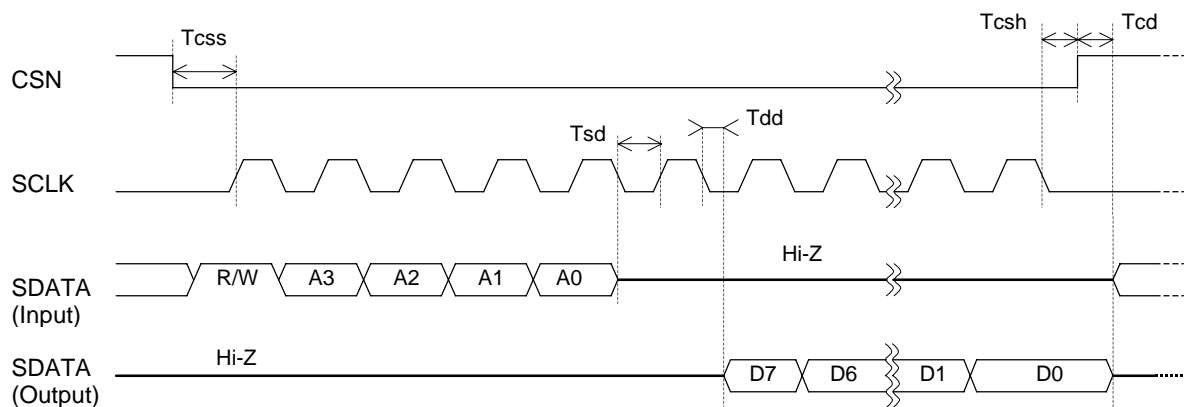 Tcss
Tcsh
Tcd
CSN
Tsd
Tdd
SCLK
R/W
A3
A2
A1
A0
Hi-Z
SDATA
(Input)
SDATA
(Output)
Hi-Z
D7
D6
D1
D0